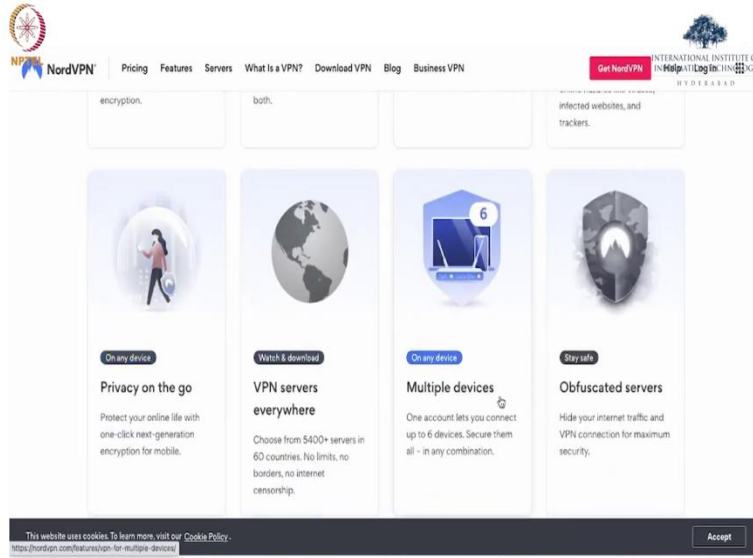 NPTEL
INTERNATIONAL INSTITUTE O
HYDERABAD
NordVPN
Pricing Features Servers What Is a VPN? Download VPN Blog Business VPN
Get NordVPN Help Log In
encryption.
both.
infected websites, and
trackers.
On any device
Privacy on the go
Protect your online life with
one-click next-generation
encryption for mobile.
Watch & download
VPN servers
everywhere
Choose from 5400+ servers in
60 countries. No limits, no
borders, no internet
censorship.
6
On any device
Multiple devices
One account lets you connect
up to 6 devices. Secure them
all – in any combination.
Stay safe
Obfuscated servers
Hide your internet traffic and
VPN connection for maximum
security.
This website uses cookies. To learn more, visit our Cookie Policy.
Accept
https://nordvpn.com/features/vpn-for-multiple-devices/